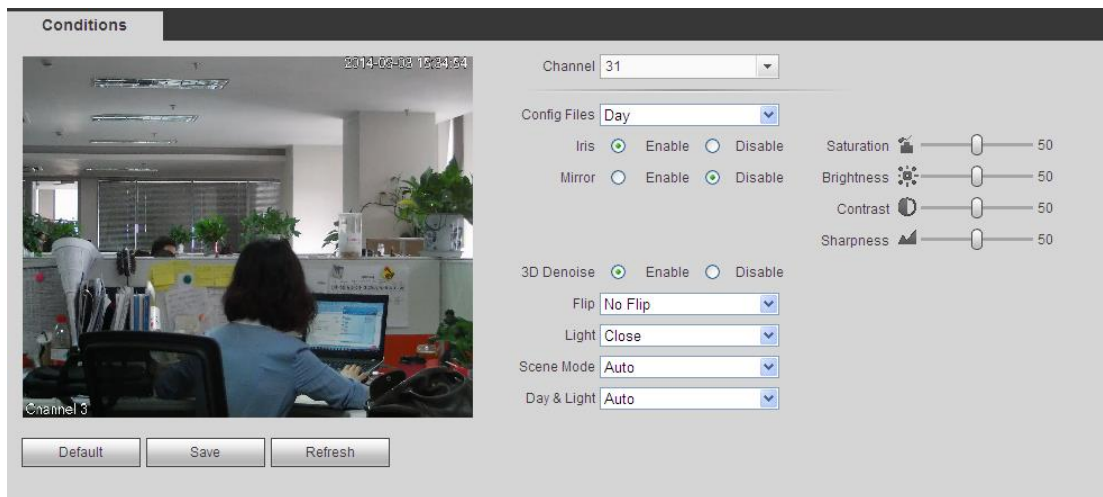 Conditions
2014-03-03 15:34:54
Channel 31
Config Files Day
Iris Enable Disable
Saturation 50
Mirror Enable Disable
Brightness 50
Contrast 50
Sharpness 50
3D Denoise Enable Disable
Flip No Flip
Light Close
Scene Mode Auto
Day & Light Auto
Channel 3
Default Save Refresh